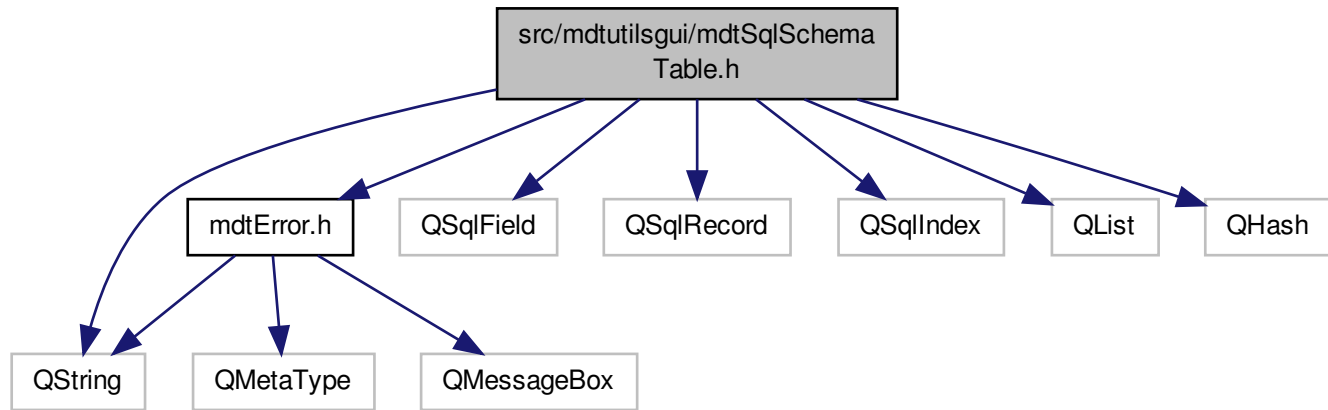 src/mdtutilsgui/mdtSqlSchema
Table.h
mdtError.h
QSqlField
QSqlRecord
QSqlIndex
QList
QHash
QString
QMetaType
QMessageBox